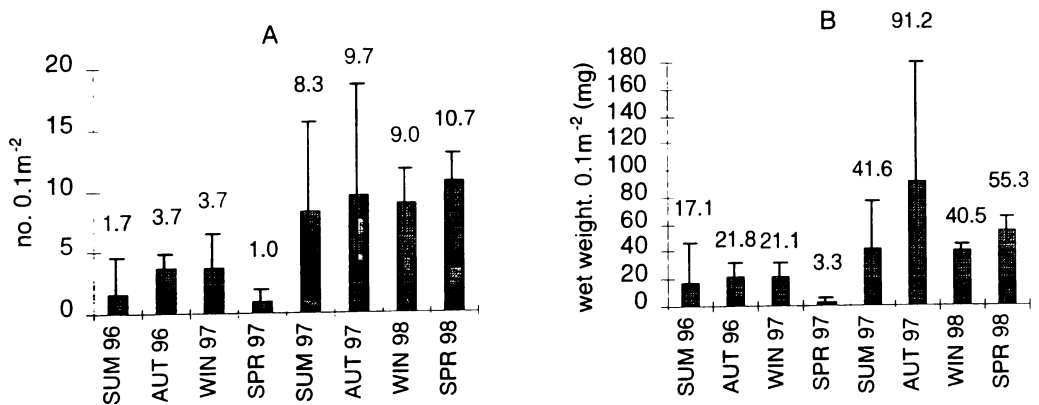 A
no. 0.1m⁻²
20
15
10
5
0
1.7
3.7
3.7
1.0
8.3
9.7
9.0
10.7
SUM 96
AUT 96
WIN 97
SPR 97
SUM 97
AUT 97
WIN 98
SPR 98
B
wet weight. 0.1m⁻² (mg)
180
160
140
120
100
80
60
40
20
0
17.1
21.8
21.1
3.3
41.6
91.2
40.5
55.3
SUM 96
AUT 96
WIN 97
SPR 97
SUM 97
AUT 97
WIN 98
SPR 98